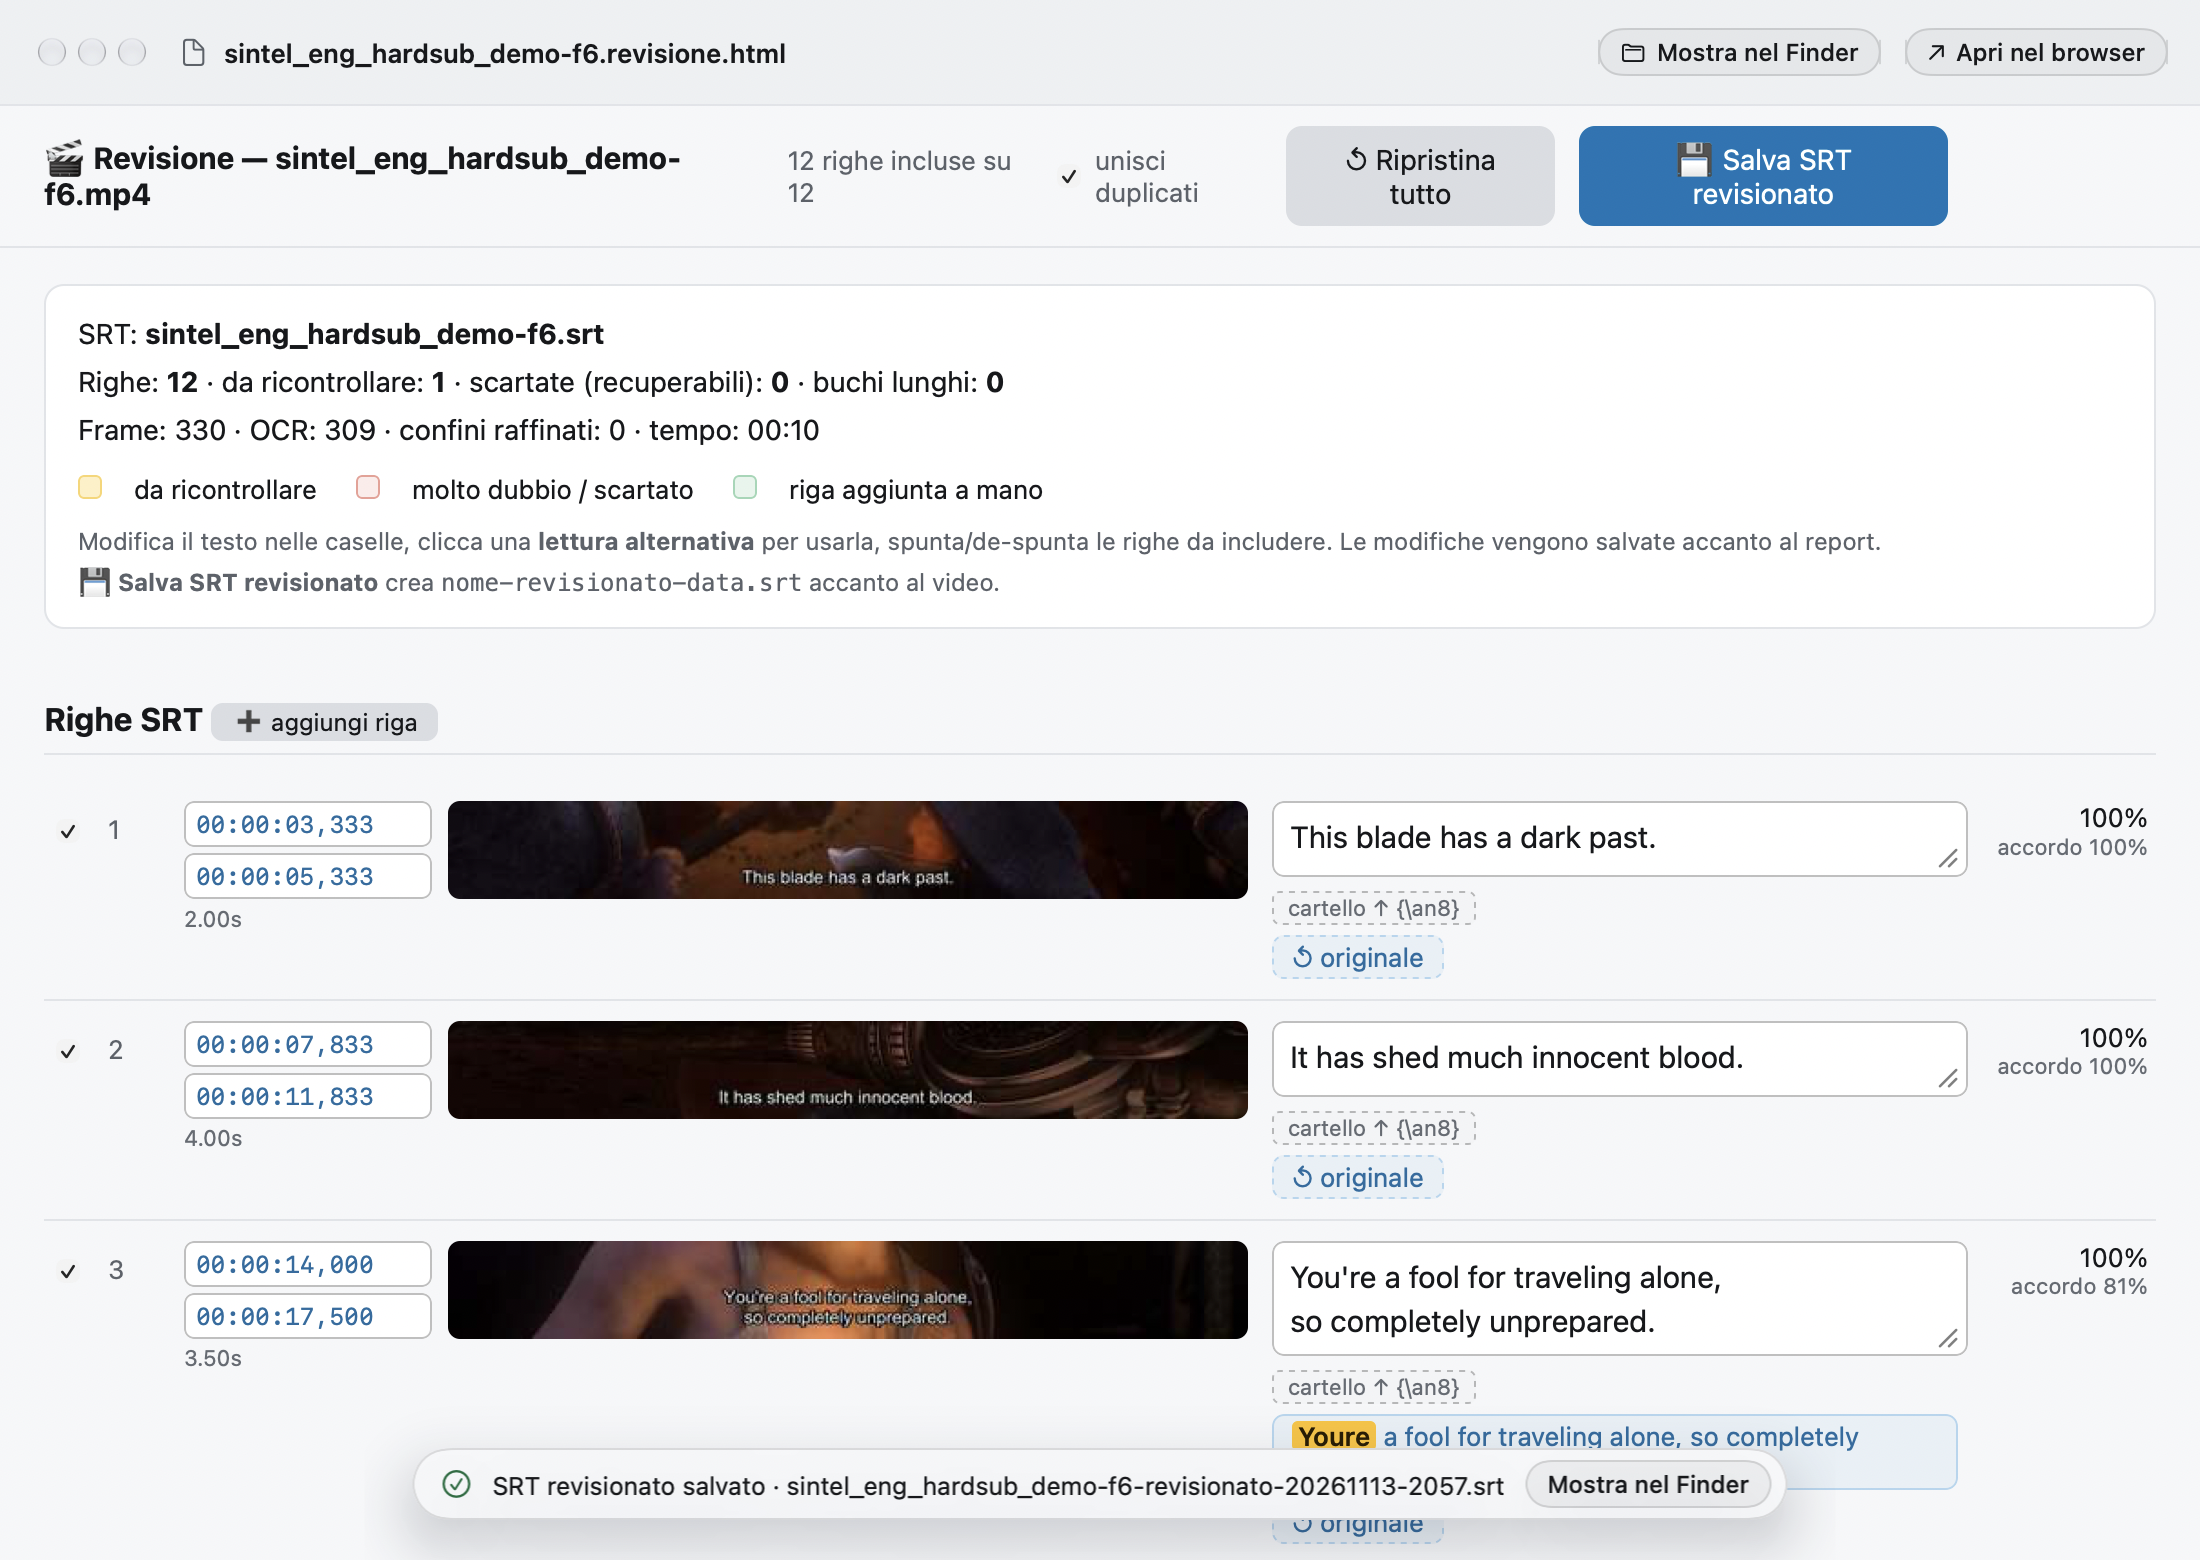 sintel_eng_hardsub_demo-f6.revisione.html
Mostra nel Finder
Apri nel browser
Revisione — sintel_eng_hardsub_demo-
f6.mp4
12 righe incluse su
12
unisci
duplicati
Ripristina
tutto
Salva SRT
revisionato
SRT: sintel_eng_hardsub_demo-f6.srt
Righe: 12 · da ricontrollare: 1 · scartate (recuperabili): 0 · buchi lunghi: 0
Frame: 330 · OCR: 309 · confini raffinati: 0 · tempo: 00:10
da ricontrollare
molto dubbio / scartato
riga aggiunta a mano
Modifica il testo nelle caselle, clicca una lettura alternativa per usarla, spunta/de-spunta le righe da includere. Le modifiche vengono salvate accanto al report.
Salva SRT revisionato crea nome-revisionato-data.srt accanto al video.
Righe SRT
aggiungi riga
1
00:00:03,333
00:00:05,333
2.00s
This blade has a dark past.
This blade has a dark past.
100%
accordo 100%
cartello ↑ {\an8}
originale
2
00:00:07,833
00:00:11,833
4.00s
It has shed much innocent blood.
It has shed much innocent blood.
100%
accordo 100%
cartello ↑ {\an8}
originale
3
00:00:14,000
00:00:17,500
3.50s
You're a fool for traveling alone,
so completely unprepared.
You're a fool for traveling alone,
so completely unprepared.
100%
accordo 81%
cartello ↑ {\an8}
Youre a fool for traveling alone, so completely
SRT revisionato salvato · sintel_eng_hardsub_demo-f6-revisionato-20261113-2057.srt
Mostra nel Finder
originale